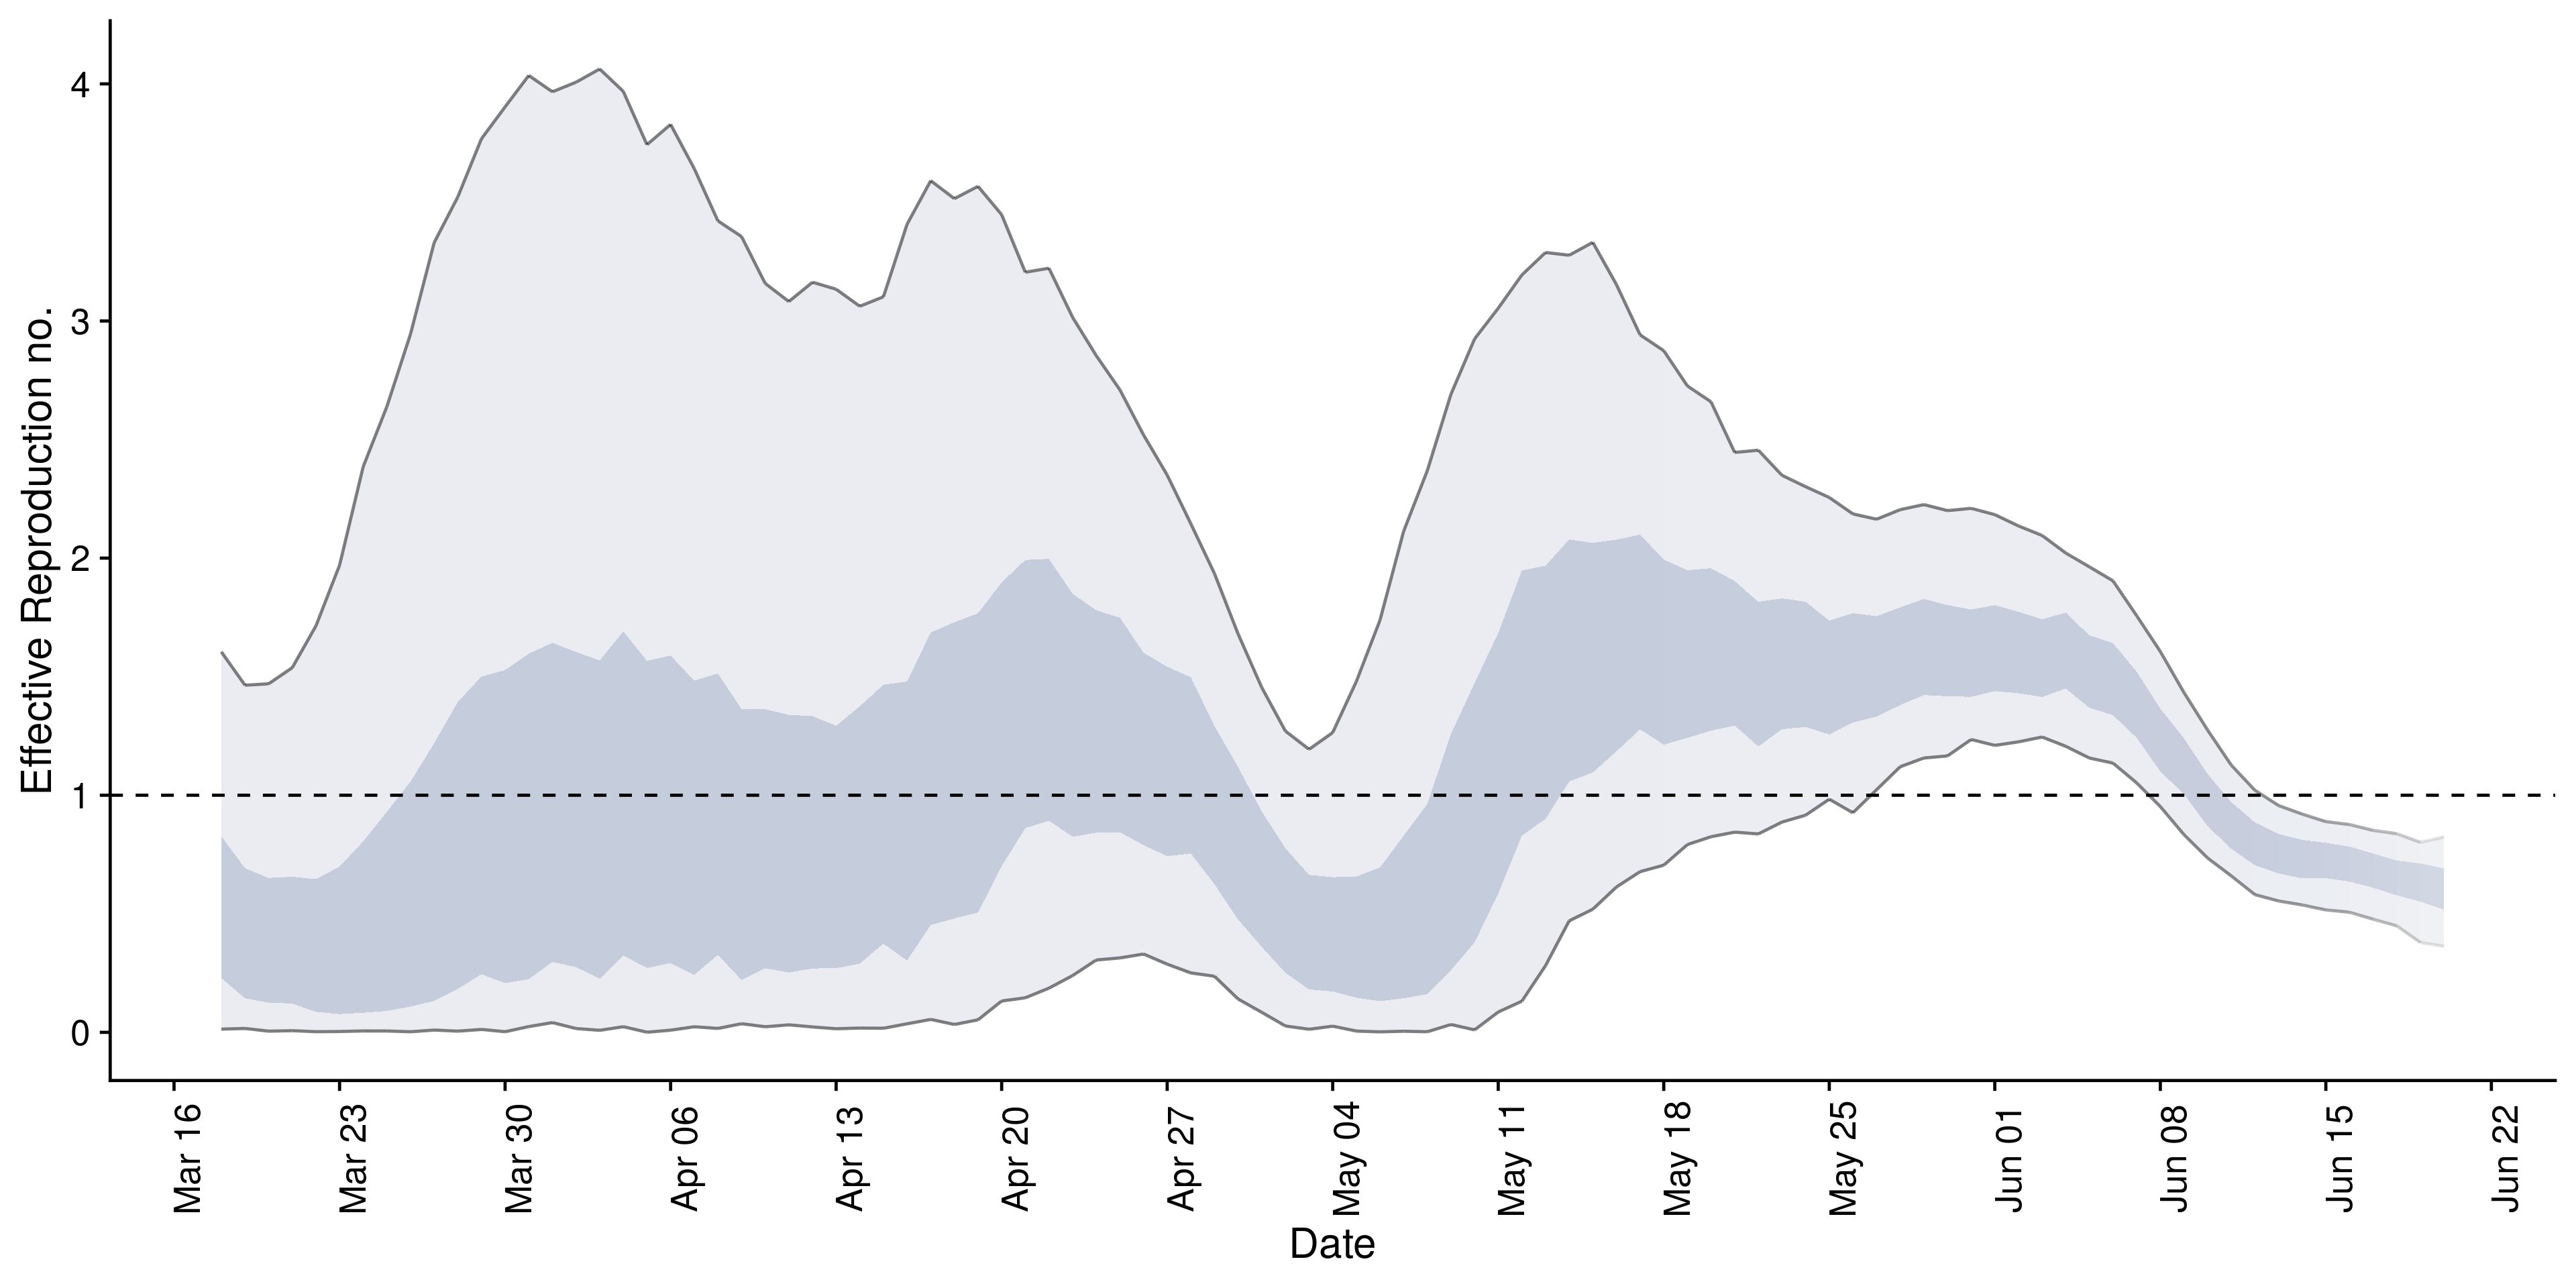 Effective Reproduction no.
4
3
2
1
0
Mar 16
Mar 23
Mar 30
Apr 06
Apr 13
Apr 20
Apr 27
May 04
May 11
May 18
May 25
Jun 01
Jun 08
Jun 15
Jun 22
Date